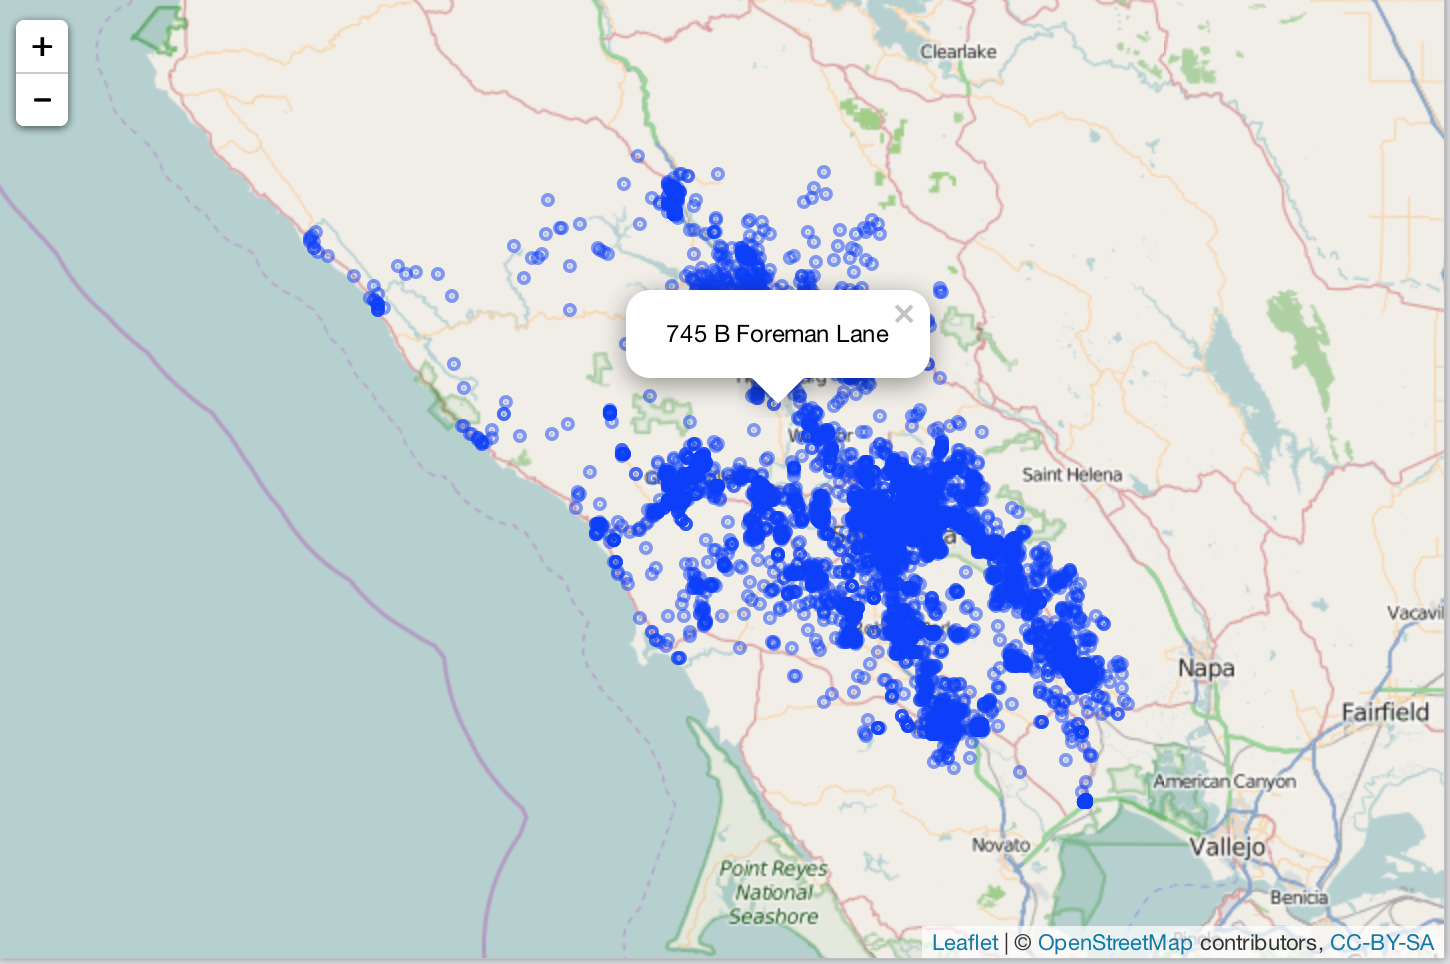 +
−
Clearlake
745 B Foreman Lane
×
Saint Helena
Vacavil
Napa
Fairfield
American Canyon
Novato
Vallejo
Point Reyes
National
Seashore
Benicia
Leaflet | © OpenStreetMap contributors, CC-BY-SA